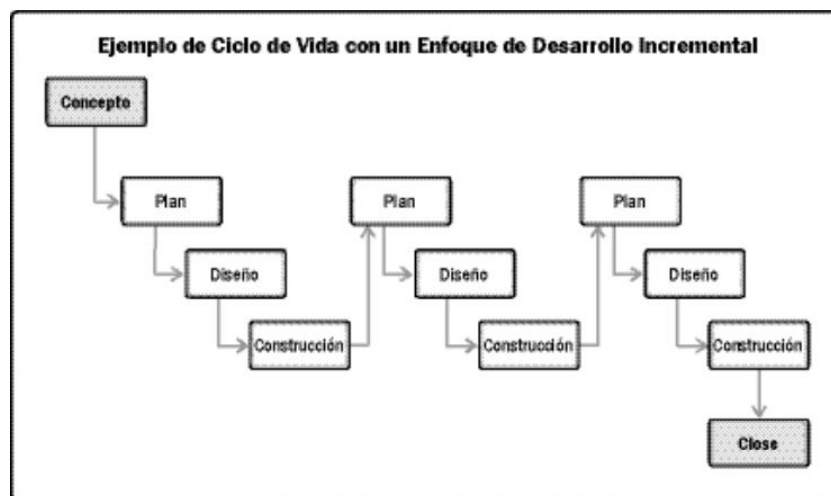 Ejemplo de Ciclo de Vida con un Enfoque de Desarrollo Incremental
Concepto
Plan
Diseño
Construcción
Plan
Diseño
Construcción
Plan
Diseño
Construcción
Close